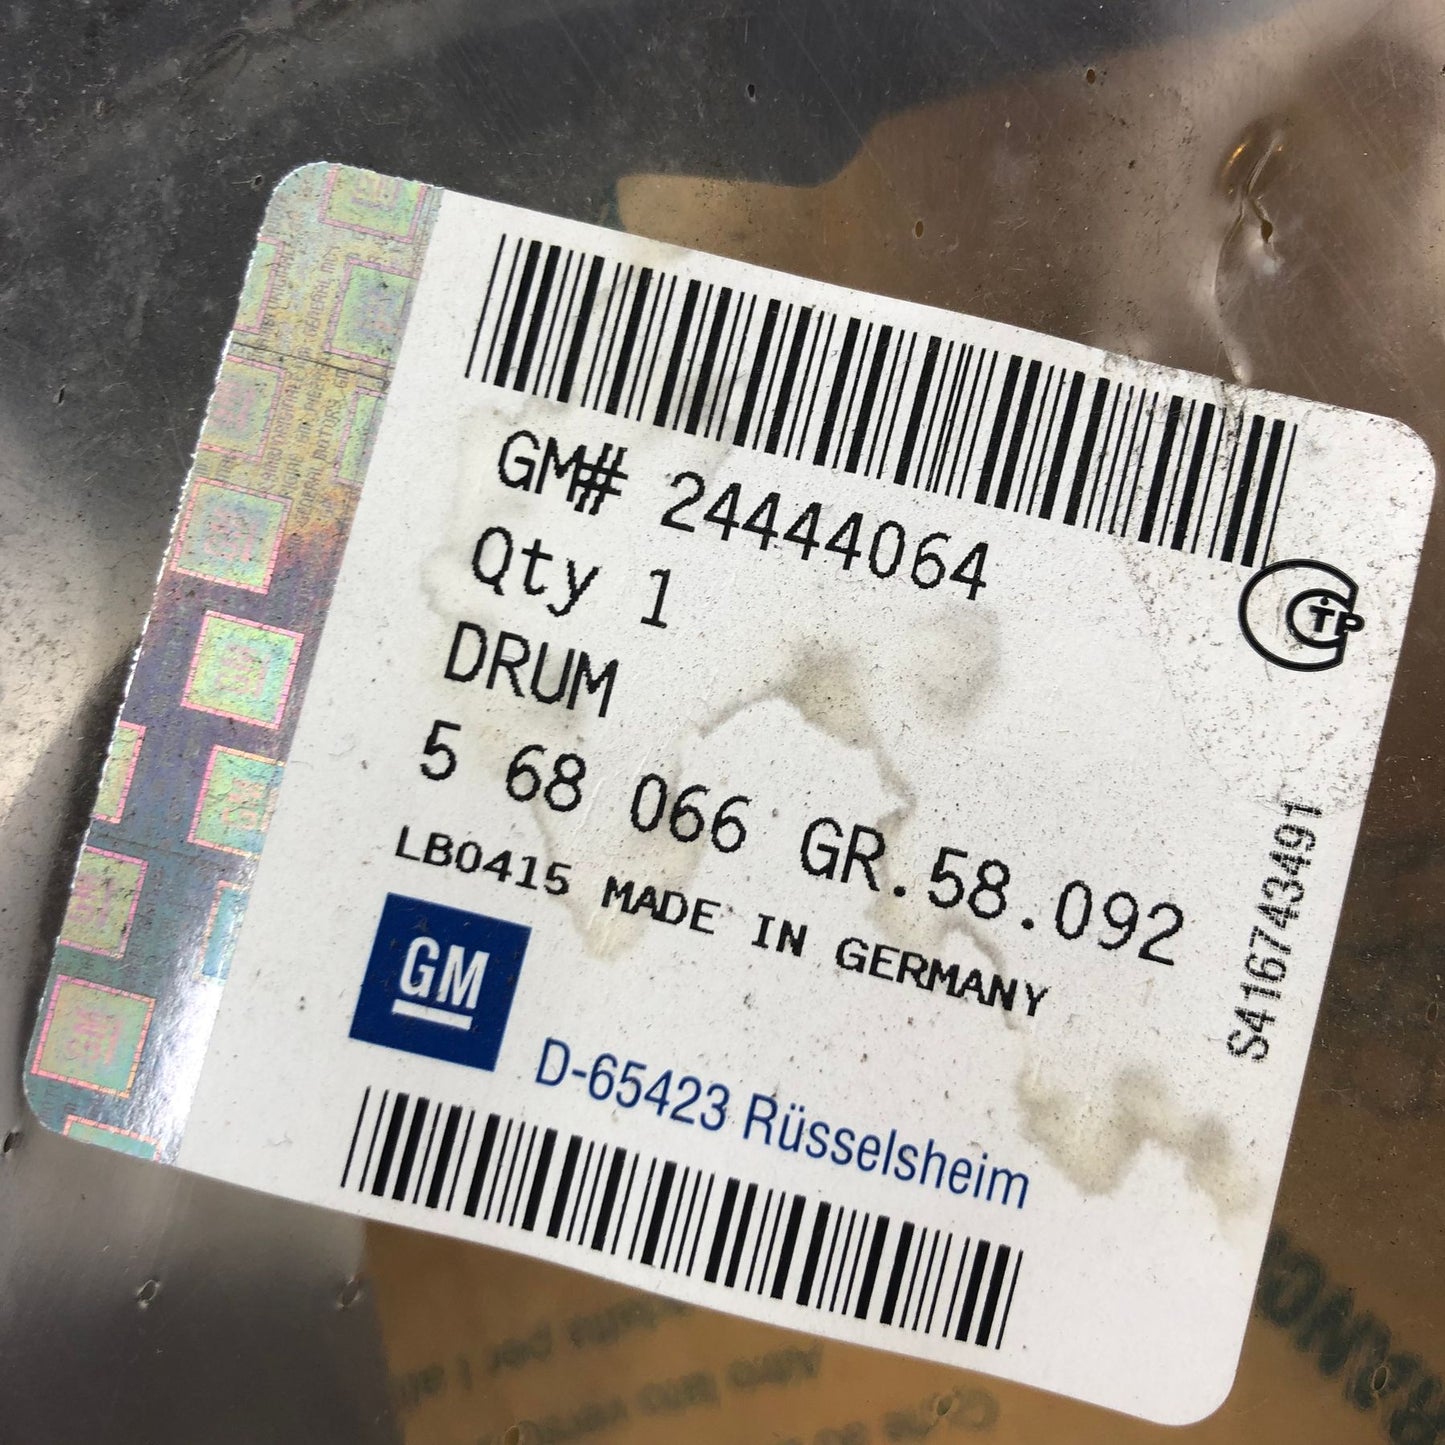 GM# 24444064
Qty 1
DRUM
5 68 066 GR.58.092
LB0415 MADE IN GERMANY
GM
D-65423 Rüsselsheim
S416743491